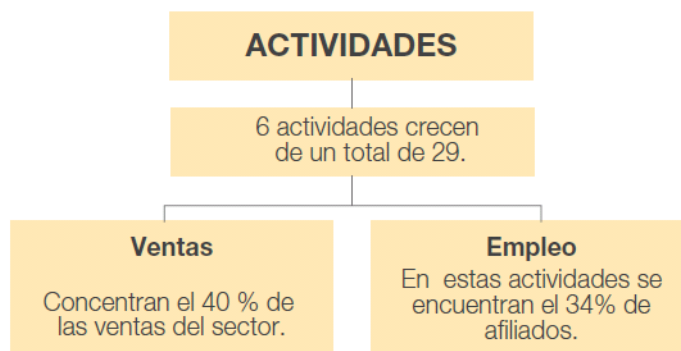 ACTIVIDADES
6 actividades crecen
de un total de 29.
Ventas
Concentran el 40 % de
las ventas del sector.
Empleo
En estas actividades se
encuentran el 34% de
afiliados.